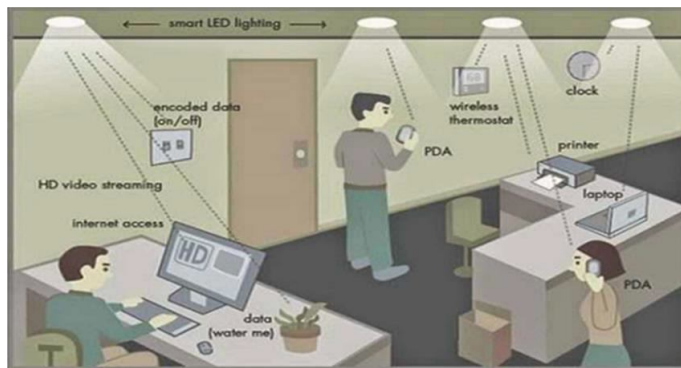 smart LED lighting
encoded data
(on/off)
HD video streaming
internet access
HD
data
(water me)
PDA
60
wireless
thermostat
clock
printer
laptop
PDA